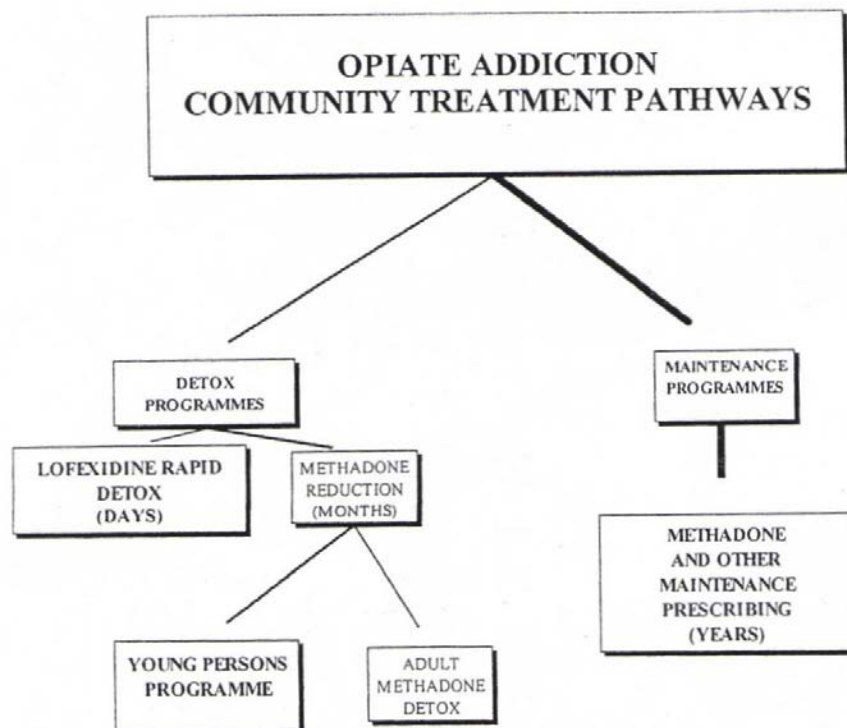 OPIATE ADDICTION
COMMUNITY TREATMENT PATHWAYS
DETOX
PROGRAMMES
MAINTENANCE
PROGRAMMES
LOFEXIDINE RAPID
DETOX
(DAYS)
METHADONE
REDUCTION
(MONTHS)
METHADONE
AND OTHER
MAINTENANCE
PRESCRIBING
(YEARS)
YOUNG PERSONS
PROGRAMME
ADULT
METHADONE
DETOX